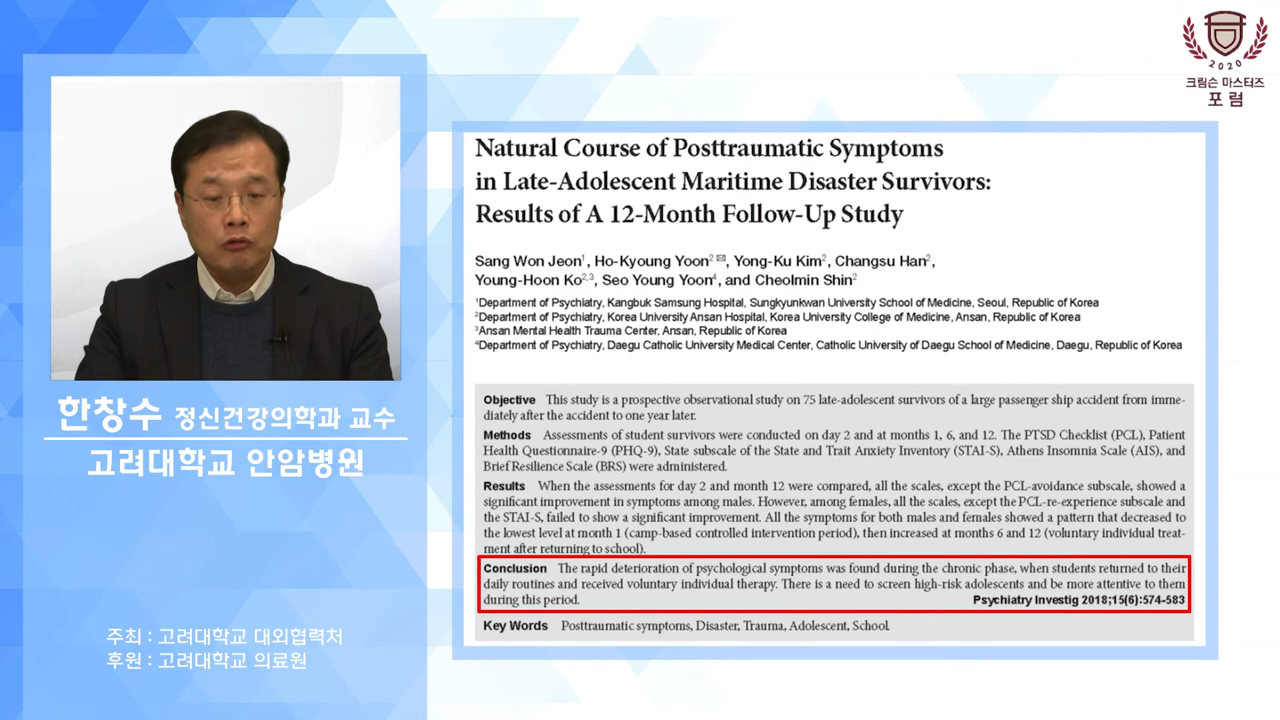 2020
크림슨 마스터즈
포럼
Natural Course of Posttraumatic Symptoms
in Late-Adolescent Maritime Disaster Survivors:
Results of A 12-Month Follow-Up Study
Sang Won Jeon¹, Ho-Kyoung Yoon² ✉, Yong-Ku Kim², Changsu Han²,
Young-Hoon Ko²,³, Seo Young Yoon⁴, and Cheolmin Shin²
¹Department of Psychiatry, Kangbuk Samsung Hospital, Sungkyunkwan University School of Medicine, Seoul, Republic of Korea
²Department of Psychiatry, Korea University Ansan Hospital, Korea University College of Medicine, Ansan, Republic of Korea
³Ansan Mental Health Trauma Center, Ansan, Republic of Korea
⁴Department of Psychiatry, Daegu Catholic University Medical Center, Catholic University of Daegu School of Medicine, Daegu, Republic of Korea
Objective This study is a prospective observational study on 75 late-adolescent survivors of a large passenger ship accident from imme-
diately after the accident to one year later.
Methods Assessments of student survivors were conducted on day 2 and at months 1, 6, and 12. The PTSD Checklist (PCL), Patient
Health Questionnaire-9 (PHQ-9), State subscale of the State and Trait Anxiety Inventory (STAI-S), Athens Insomnia Scale (AIS), and
Brief Resilience Scale (BRS) were administered.
Results When the assessments for day 2 and month 12 were compared, all the scales, except the PCL-avoidance subscale, showed a
significant improvement in symptoms among males. However, among females, all the scales, except the PCL-re-experience subscale and
the STAI-S, failed to show a significant improvement. All the symptoms for both males and females showed a pattern that decreased to
the lowest level at month 1 (camp-based controlled intervention period), then increased at months 6 and 12 (voluntary individual treat-
ment after returning to school).
Conclusion The rapid deterioration of psychological symptoms was found during the chronic phase, when students returned to their
daily routines and received voluntary individual therapy. There is a need to screen high-risk adolescents and be more attentive to them
during this period. Psychiatry Investig 2018;15(6):574-583
Key Words Posttraumatic symptoms, Disaster, Trauma, Adolescent, School.
한창수 정신건강의학과 교수
고려대학교 안암병원
주최 : 고려대학교 대외협력처
후원 : 고려대학교 의료원